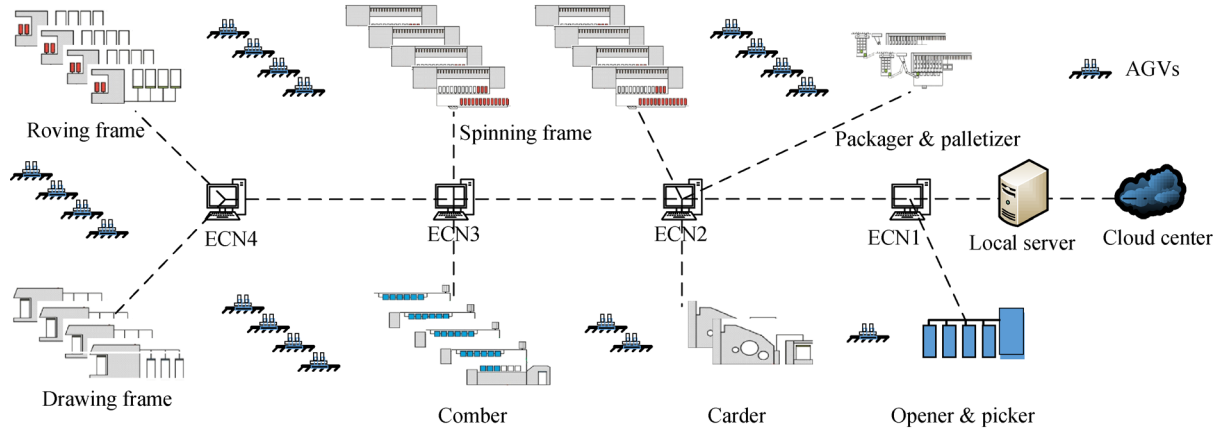 AGVs
Roving frame
Spinning frame
Packager & palletizer
ECN4
ECN3
ECN2
ECN1
Local server
Cloud center
Drawing frame
Comber
Carder
Opener & picker